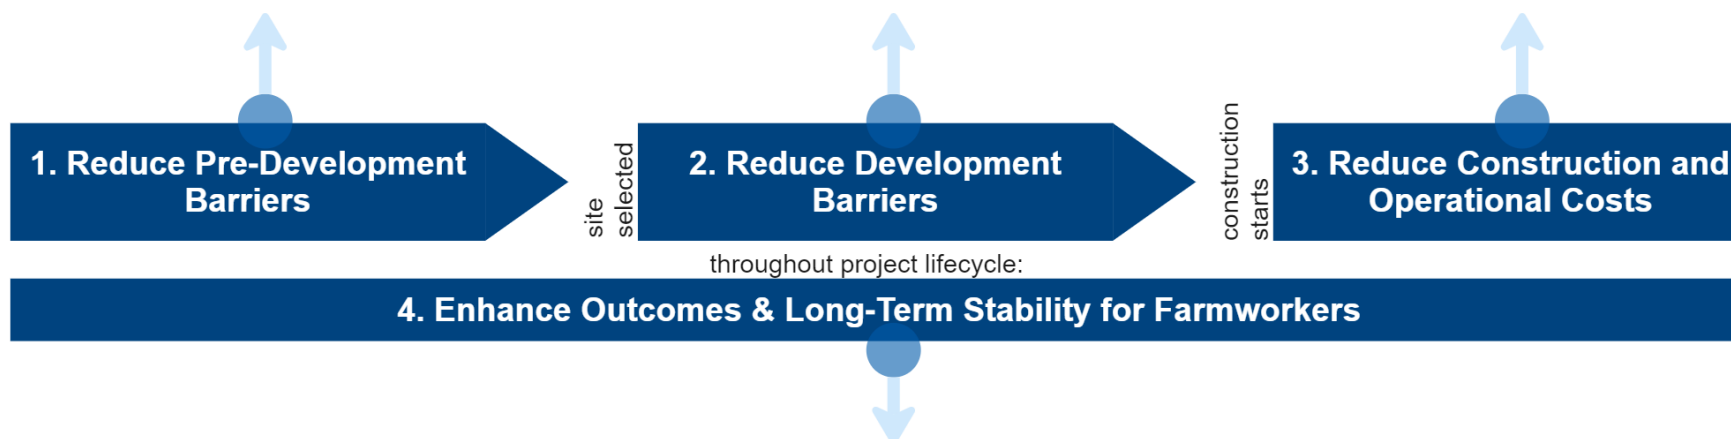 1. Reduce Pre-Development
Barriers
site
selected
2. Reduce Development
Barriers
construction
starts
3. Reduce Construction and
Operational Costs
throughout project lifecycle:
4. Enhance Outcomes & Long-Term Stability for Farmworkers